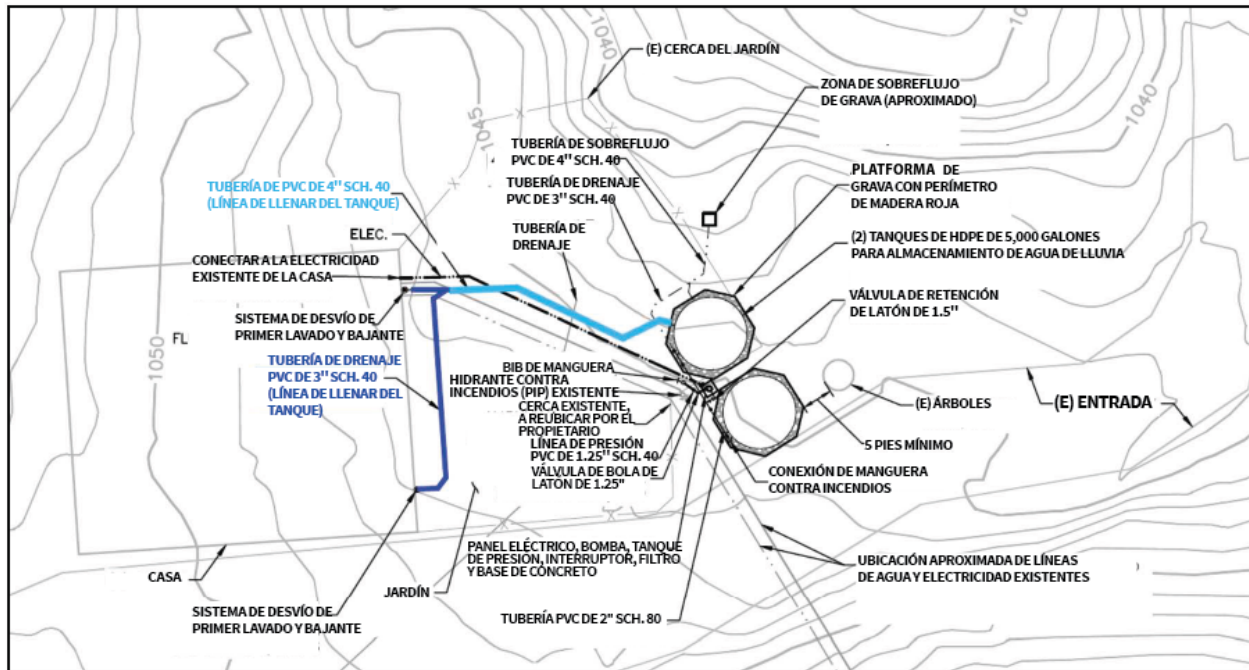 1040
1040
1040
1045
1050
(E) CERCA DEL JARDÍN
ZONA DE SOBREFLUJO
DE GRAVA (APROXIMADO)
TUBERÍA DE SOBREFLUJO
PVC DE 4" SCH. 40
TUBERÍA DE DRENAJE
PVC DE 3" SCH. 40
PLATFORMA DE
GRAVA CON PERÍMETRO
DE MADERA ROJA
TUBERÍA DE PVC DE 4" SCH. 40
(LÍNEA DE LLENAR DEL TANQUE)
ELEC.
TUBERÍA DE
DRENAJE
(2) TANQUES DE HDPE DE 5,000 GALONES
PARA ALMACENAMIENTO DE AGUA DE LLUVIA
CONECTAR A LA ELECTRICIDAD
EXISTENTE DE LA CASA
VÁLVULA DE RETENCIÓN
DE LATÓN DE 1.5"
SISTEMA DE DESVÍO DE
PRIMER LAVADO Y BAJANTE
FL
TUBERÍA DE DRENAJE
PVC DE 3" SCH. 40
(LÍNEA DE LLENAR DEL
TANQUE)
BIB DE MANGUERA
HIDRANTE CONTRA
INCENDIOS (PIP) EXISTENTE
CERCA EXISTENTE,
A REUBICAR POR EL
PROPIETARIO
LÍNEA DE PRESIÓN
PVC DE 1.25" SCH. 40
VÁLVULA DE BOLA DE
LATÓN DE 1.25"
(E) ÁRBOLES
(E) ENTRADA
5 PIES MÍNIMO
CONEXIÓN DE MANGUERA
CONTRA INCENDIOS
PANEL ELÉCTRICO, BOMBA, TANQUE
DE PRESIÓN, INTERRUPTOR, FILTRO
Y BASE DE CONCRETO
UBICACIÓN APROXIMADA DE LÍNEAS
DE AGUA Y ELECTRICIDAD EXISTENTES
CASA
JARDÍN
SISTEMA DE DESVÍO DE
PRIMER LAVADO Y BAJANTE
TUBERÍA PVC DE 2" SCH. 80